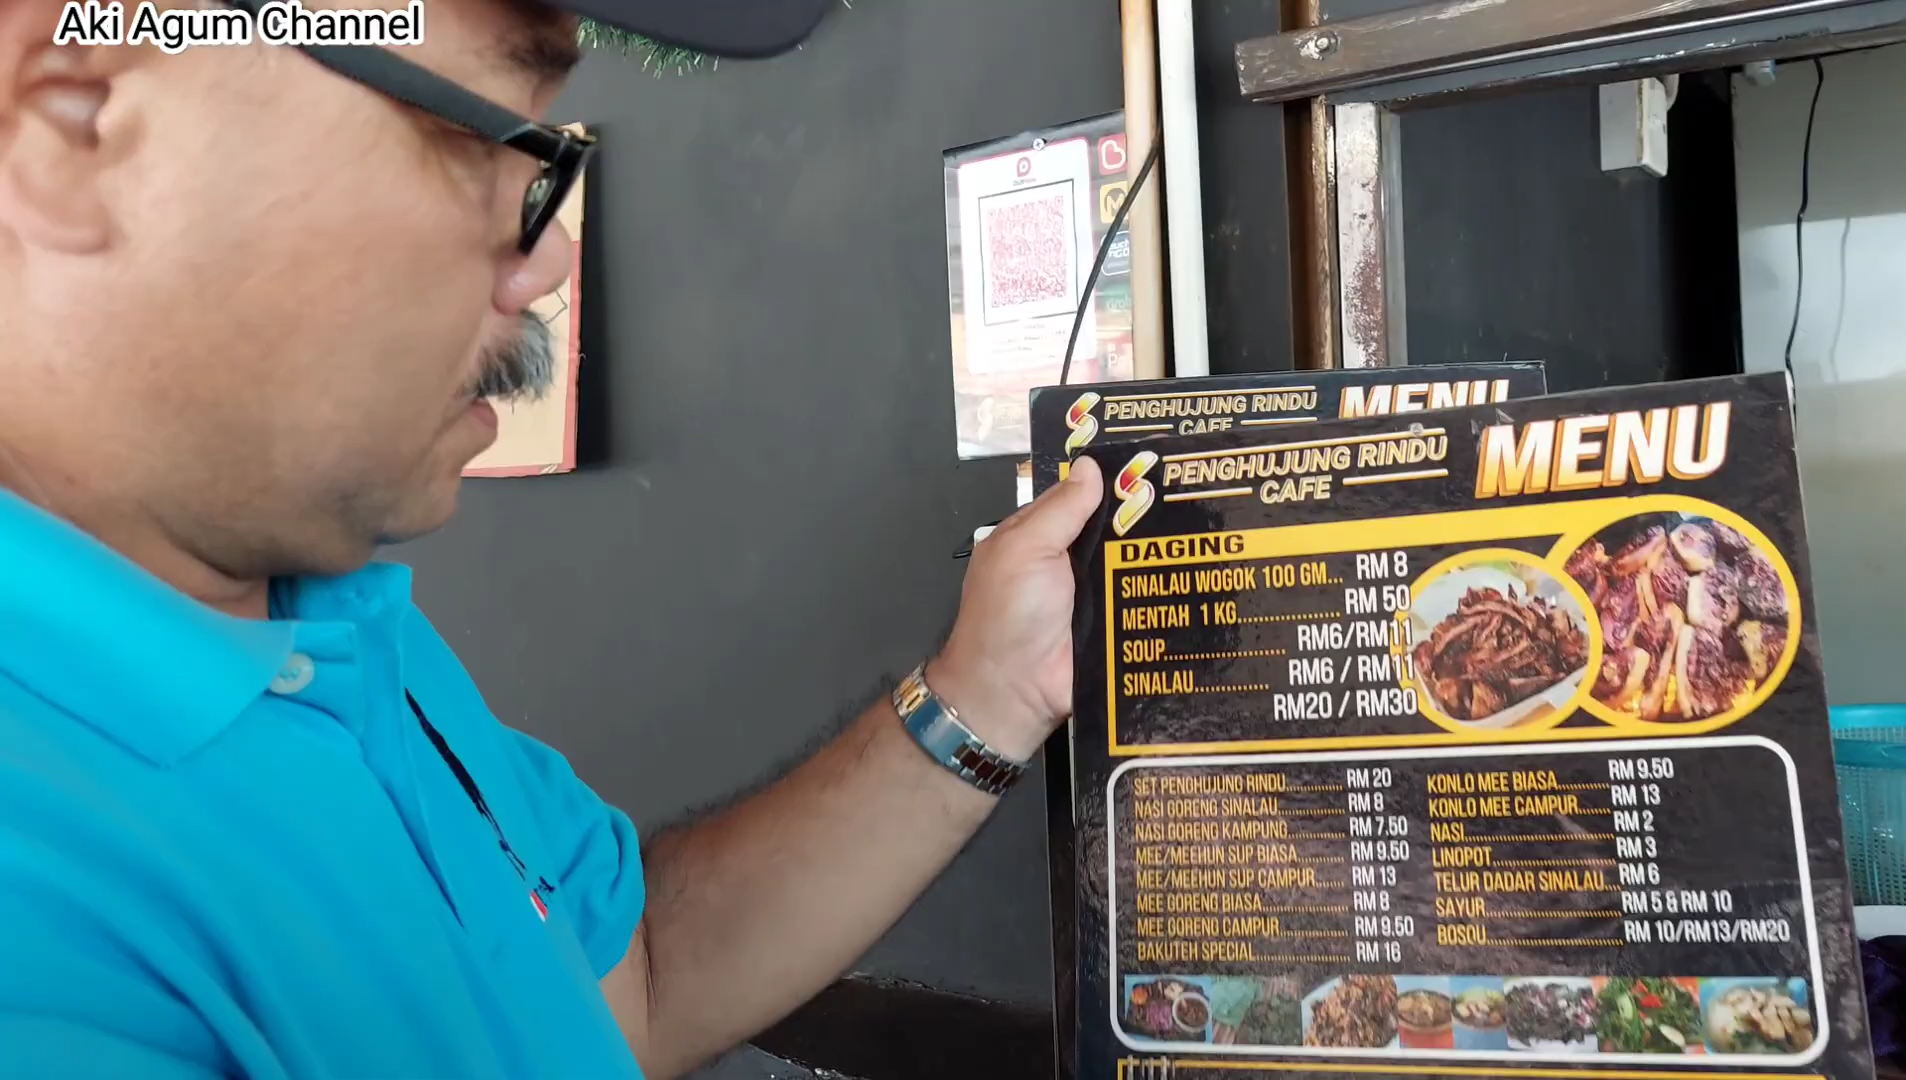 Aki Agum Channel
PENGHUJUNG RINDU
CAFE
MENU
PENGHUJUNG RINDU
CAFE
MENU
DAGING
SINALAU WOGOK 100 GM... RM 8
MENTAH 1 KG................... RM 50
SOUP...................... RM6/RM11
SINALAU............. RM6 / RM11
RM20 / RM30
SET PENGHUJUNG RINDU............ RM 20
NASI GORENG SINALAU............. RM 8
NASI GORENG KAMPUNG............ RM 7.50
MEE/MEEHUN SUP BIASA.......... RM 9.50
MEE/MEEHUN SUP CAMPUR....... RM 13
MEE GORENG BIASA................... RM 8
MEE GORENG CAMPUR............... RM 9.50
BAKUTEH SPECIAL..................... RM 16
KONLO MEE BIASA............ RM 9.50
KONLO MEE CAMPUR....... RM 13
NASI................................... RM 2
LINOPOT............................. RM 3
TELUR DADAR SINALAU... RM 6
SAYUR............................... RM 5 & RM 10
BOSOU............................... RM 10/RM13/RM20